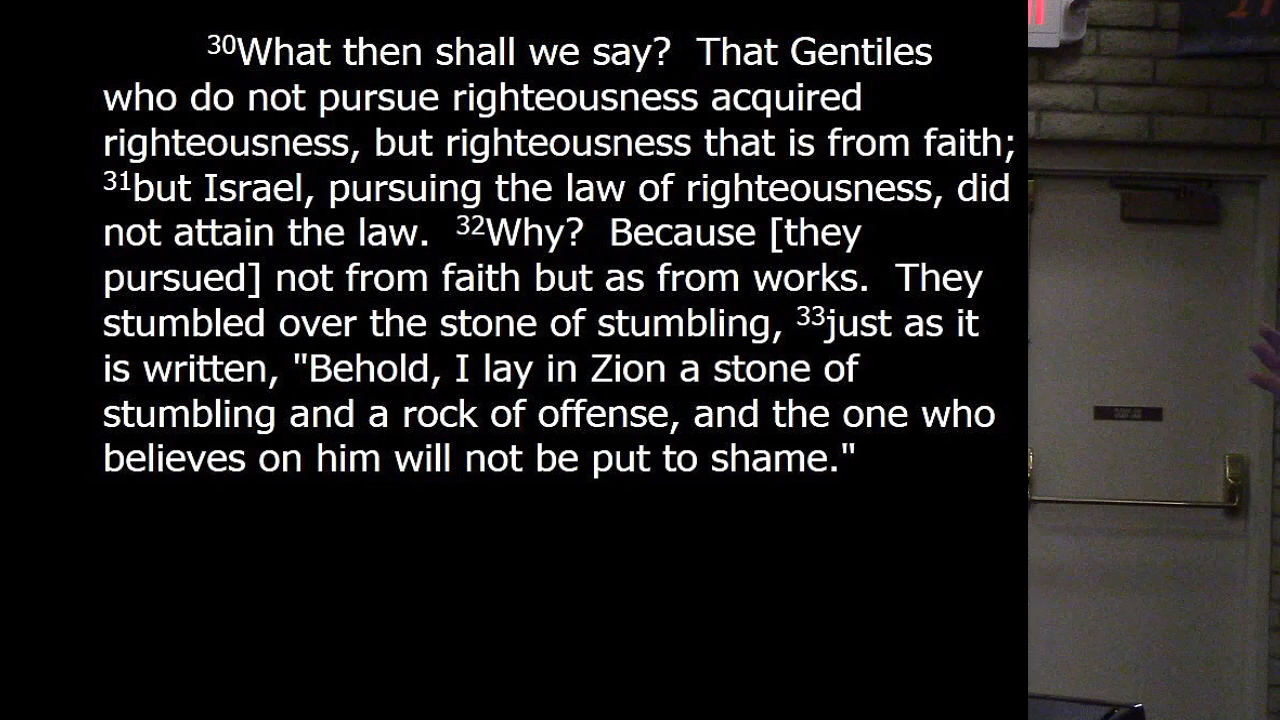 ³⁰What then shall we say?  That Gentiles
who do not pursue righteousness acquired
righteousness, but righteousness that is from faith;
³¹but Israel, pursuing the law of righteousness, did
not attain the law.  ³²Why?  Because [they
pursued] not from faith but as from works.  They
stumbled over the stone of stumbling, ³³just as it
is written, "Behold, I lay in Zion a stone of
stumbling and a rock of offense, and the one who
believes on him will not be put to shame."